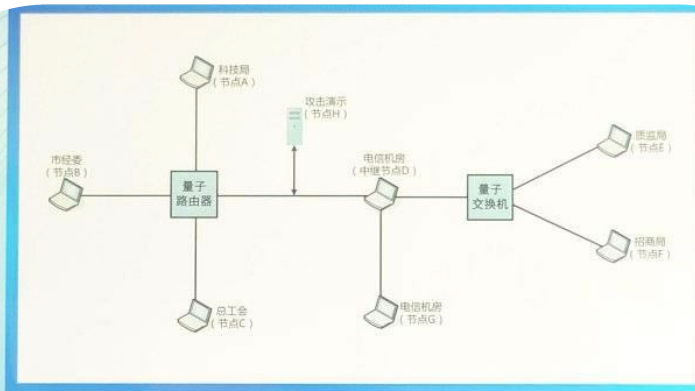 科技局
（节点A）
攻击演示
（节点H）
市经委
（节点B）
量子
路由器
电信机房
（中继节点D）
量子
交换机
质监局
（节点E）
招商局
（节点F）
总工会
（节点C）
电信机房
（节点G）